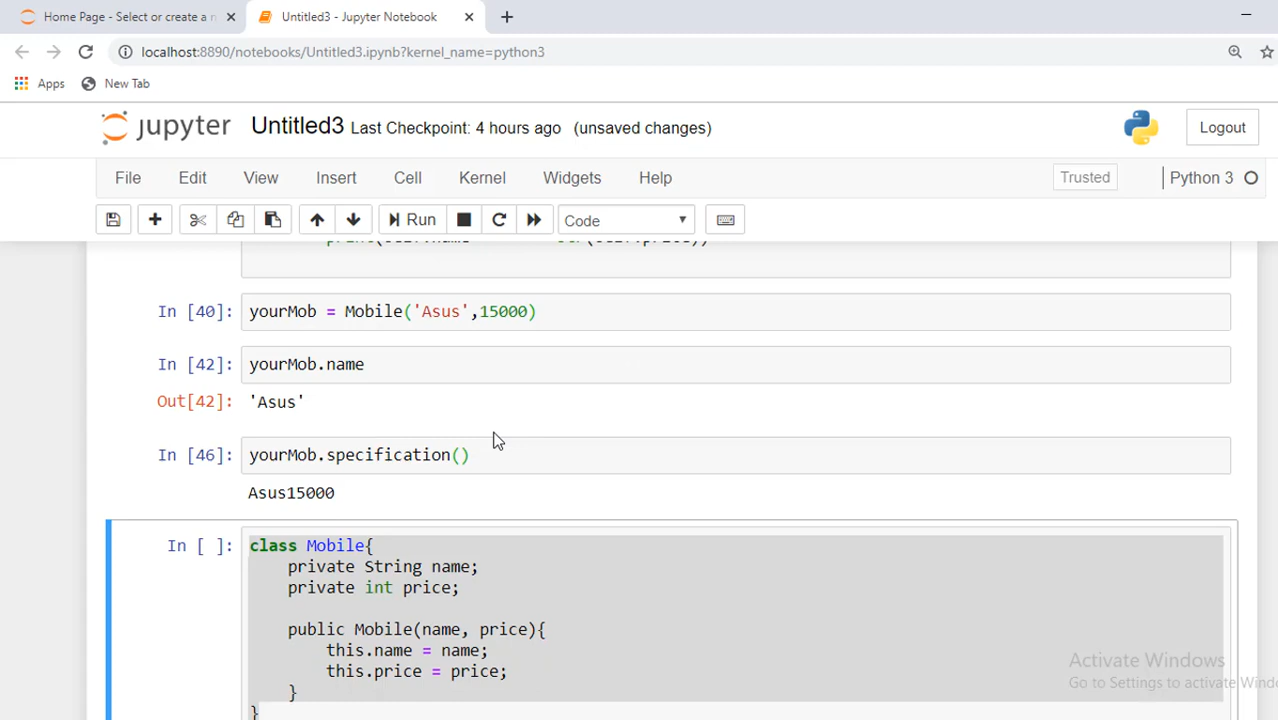 Home Page - Select or create a n
Untitled3 - Jupyter Notebook
localhost:8890/notebooks/Untitled3.ipynb?kernel_name=python3
Apps
New Tab
jupyter Untitled3 Last Checkpoint: 4 hours ago (unsaved changes)
Logout
File Edit View Insert Cell Kernel Widgets Help
Trusted
Python 3
Run
Code
In [40]: yourMob = Mobile('Asus',15000)
In [42]: yourMob.name
Out[42]: 'Asus'
In [46]: yourMob.specification()
Asus15000
In [ ]: class Mobile{
private String name;
private int price;
public Mobile(name, price){
this.name = name;
this.price = price;
}
}
Activate Windows
Go to Settings to activate Wind